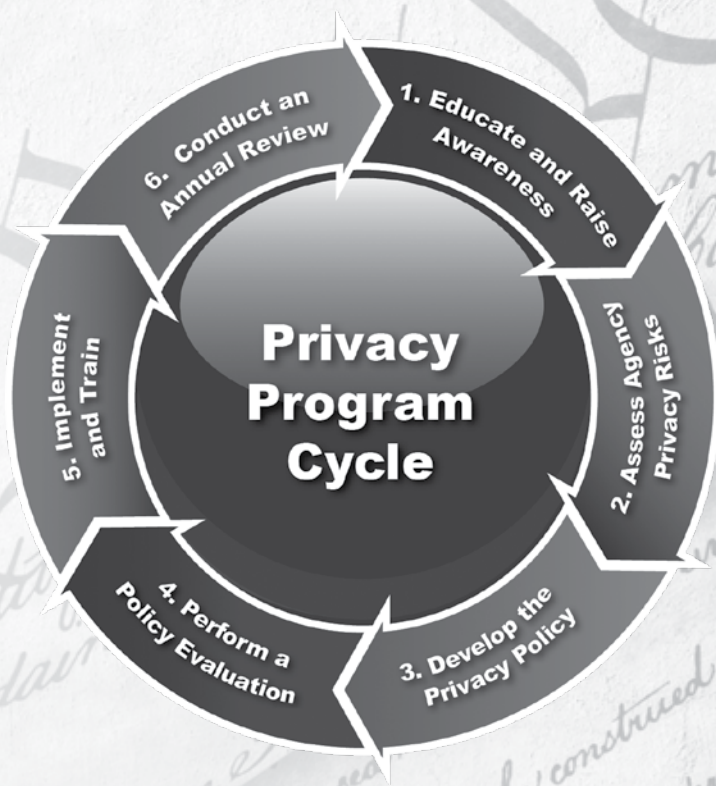 Privacy
Program
Cycle
1. Educate and Raise
Awareness
2. Assess Agency
Privacy Risks
3. Develop the
Privacy Policy
4. Perform a
Policy Evaluation
5. Implement
and Train
6. Conduct an
Annual Review
construed